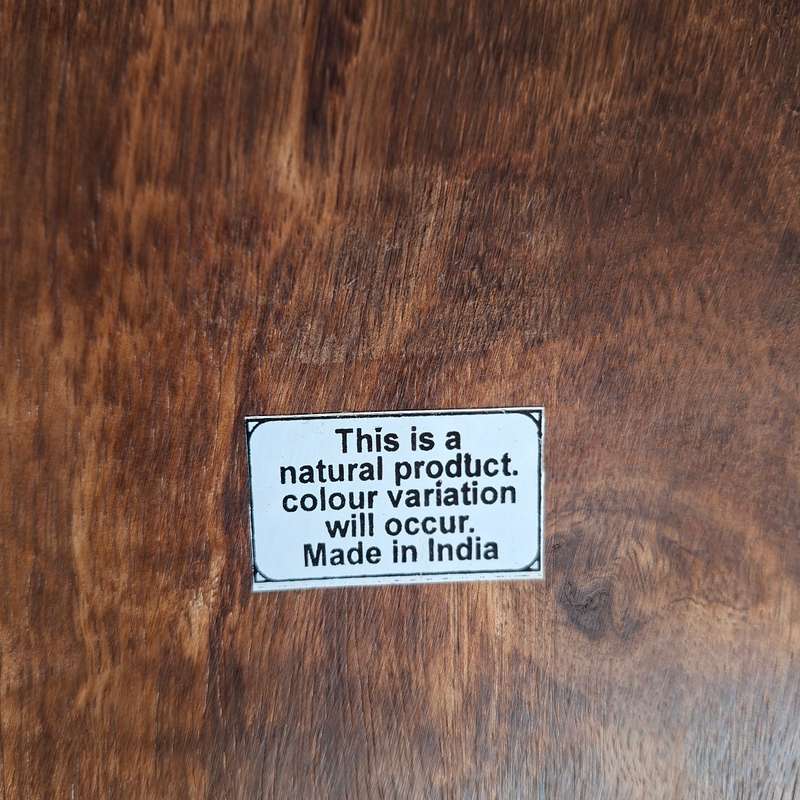 This is a
natural product.
colour variation
will occur.
Made in India